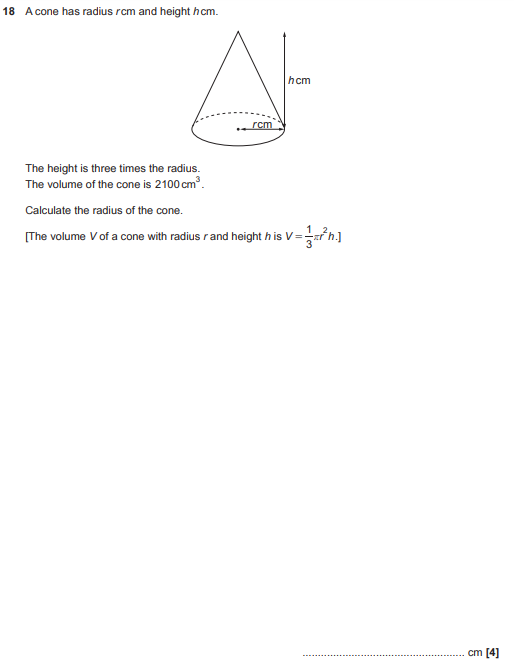 18 A cone has radius r cm and height h cm.
h cm
r cm
The height is three times the radius.
The volume of the cone is 2100 cm³.
Calculate the radius of the cone.
[The volume V of a cone with radius r and height h is V = 1/3 πr²h.]
.................................................... cm [4]